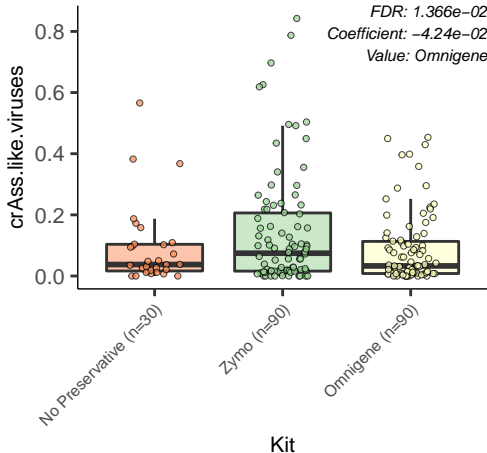 FDR: 1.366e−02
Coefficient: −4.24e−02
Value: Omnigene
crAss.like.viruses
0.8
0.6
0.4
0.2
0.0
No Preservative (n=30)
Zymo (n=90)
Omnigene (n=90)
Kit